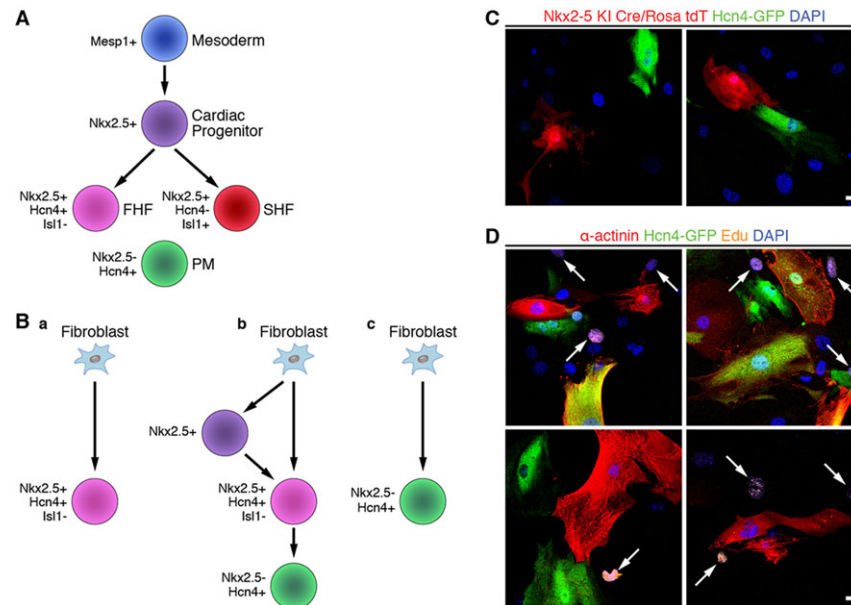 A
Mesp1+
Mesoderm
Nkx2.5+
Cardiac
Progenitor
Nkx2.5+
Hcn4+
Isl1-
FHF
Nkx2.5+
Hcn4-
Isl1+
SHF
Nkx2.5-
Hcn4+
PM
B
a
Fibroblast
Nkx2.5+
Hcn4+
Isl1-
b
Fibroblast
Nkx2.5+
Nkx2.5+
Hcn4+
Isl1-
Nkx2.5-
Hcn4+
c
Fibroblast
Nkx2.5-
Hcn4+
C
Nkx2-5 KI Cre/Rosa tdT Hcn4-GFP DAPI
D
α-actinin Hcn4-GFP Edu DAPI